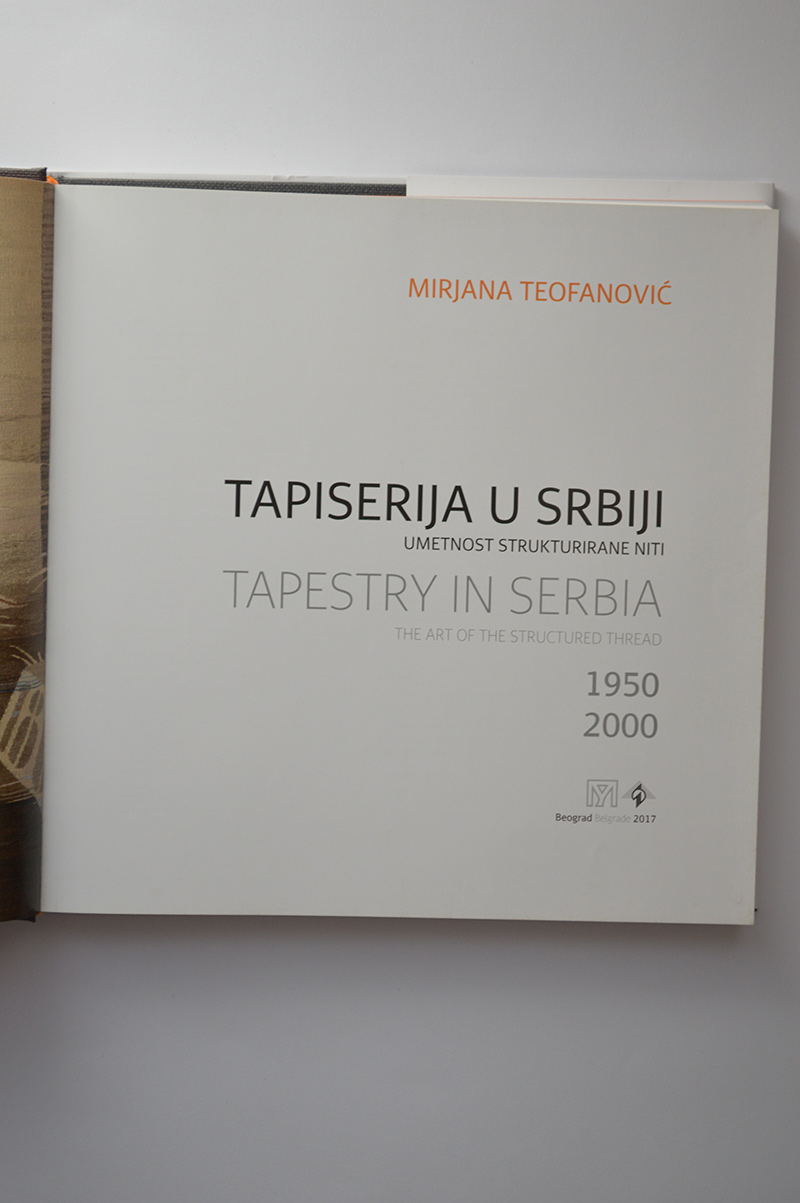 MIRJANA TEOFANOVIĆ
TAPISERIJA U SRBIJI
UMETNOST STRUKTURIRANE NITI
TAPESTRY IN SERBIA
THE ART OF THE STRUCTURED THREAD
1950
2000
Beograd Belgrade 2017